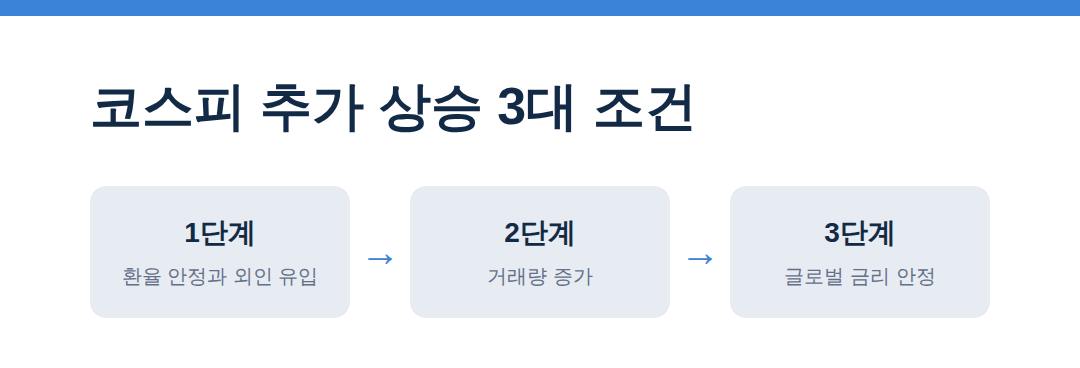 코스피 추가 상승 3대 조건
1단계
환율 안정과 외인 유입
→
2단계
거래량 증가
→
3단계
글로벌 금리 안정